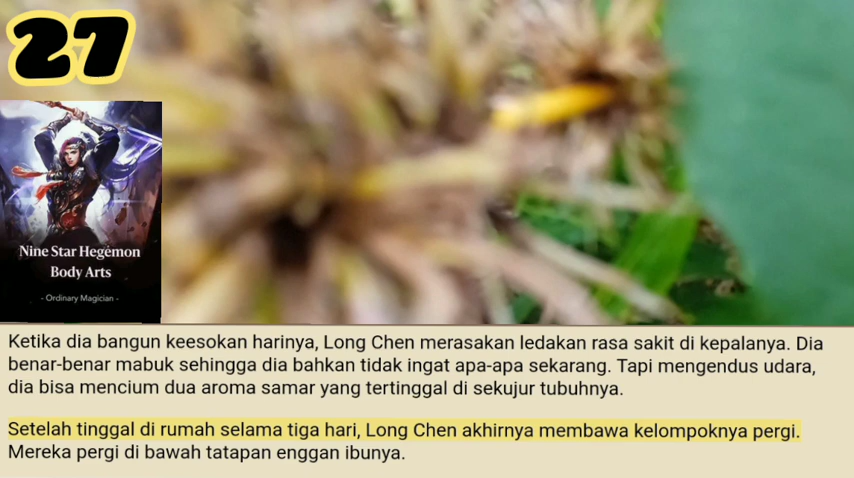 27
Nine Star Hegemon
Body Arts
- Ordinary Magician -
Ketika dia bangun keesokan harinya, Long Chen merasakan ledakan rasa sakit di kepalanya. Dia
benar-benar mabuk sehingga dia bahkan tidak ingat apa-apa sekarang. Tapi mengendus udara,
dia bisa mencium dua aroma samar yang tertinggal di sekujur tubuhnya.
Setelah tinggal di rumah selama tiga hari, Long Chen akhirnya membawa kelompoknya pergi.
Mereka pergi di bawah tatapan enggan ibunya.